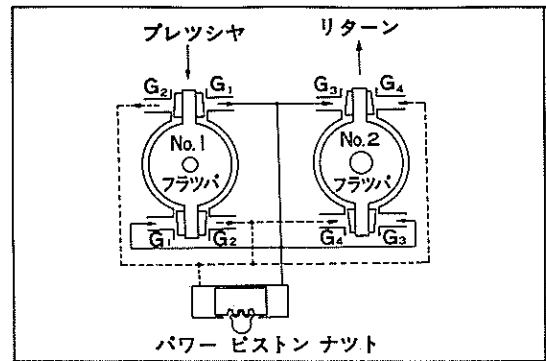 プレツシヤ リターン
G₂ G₁ G₃ G₄
No.1 No.2
フラツパ フラツパ
G₁ G₂ G₄ G₃
パワー ピストン ナツト